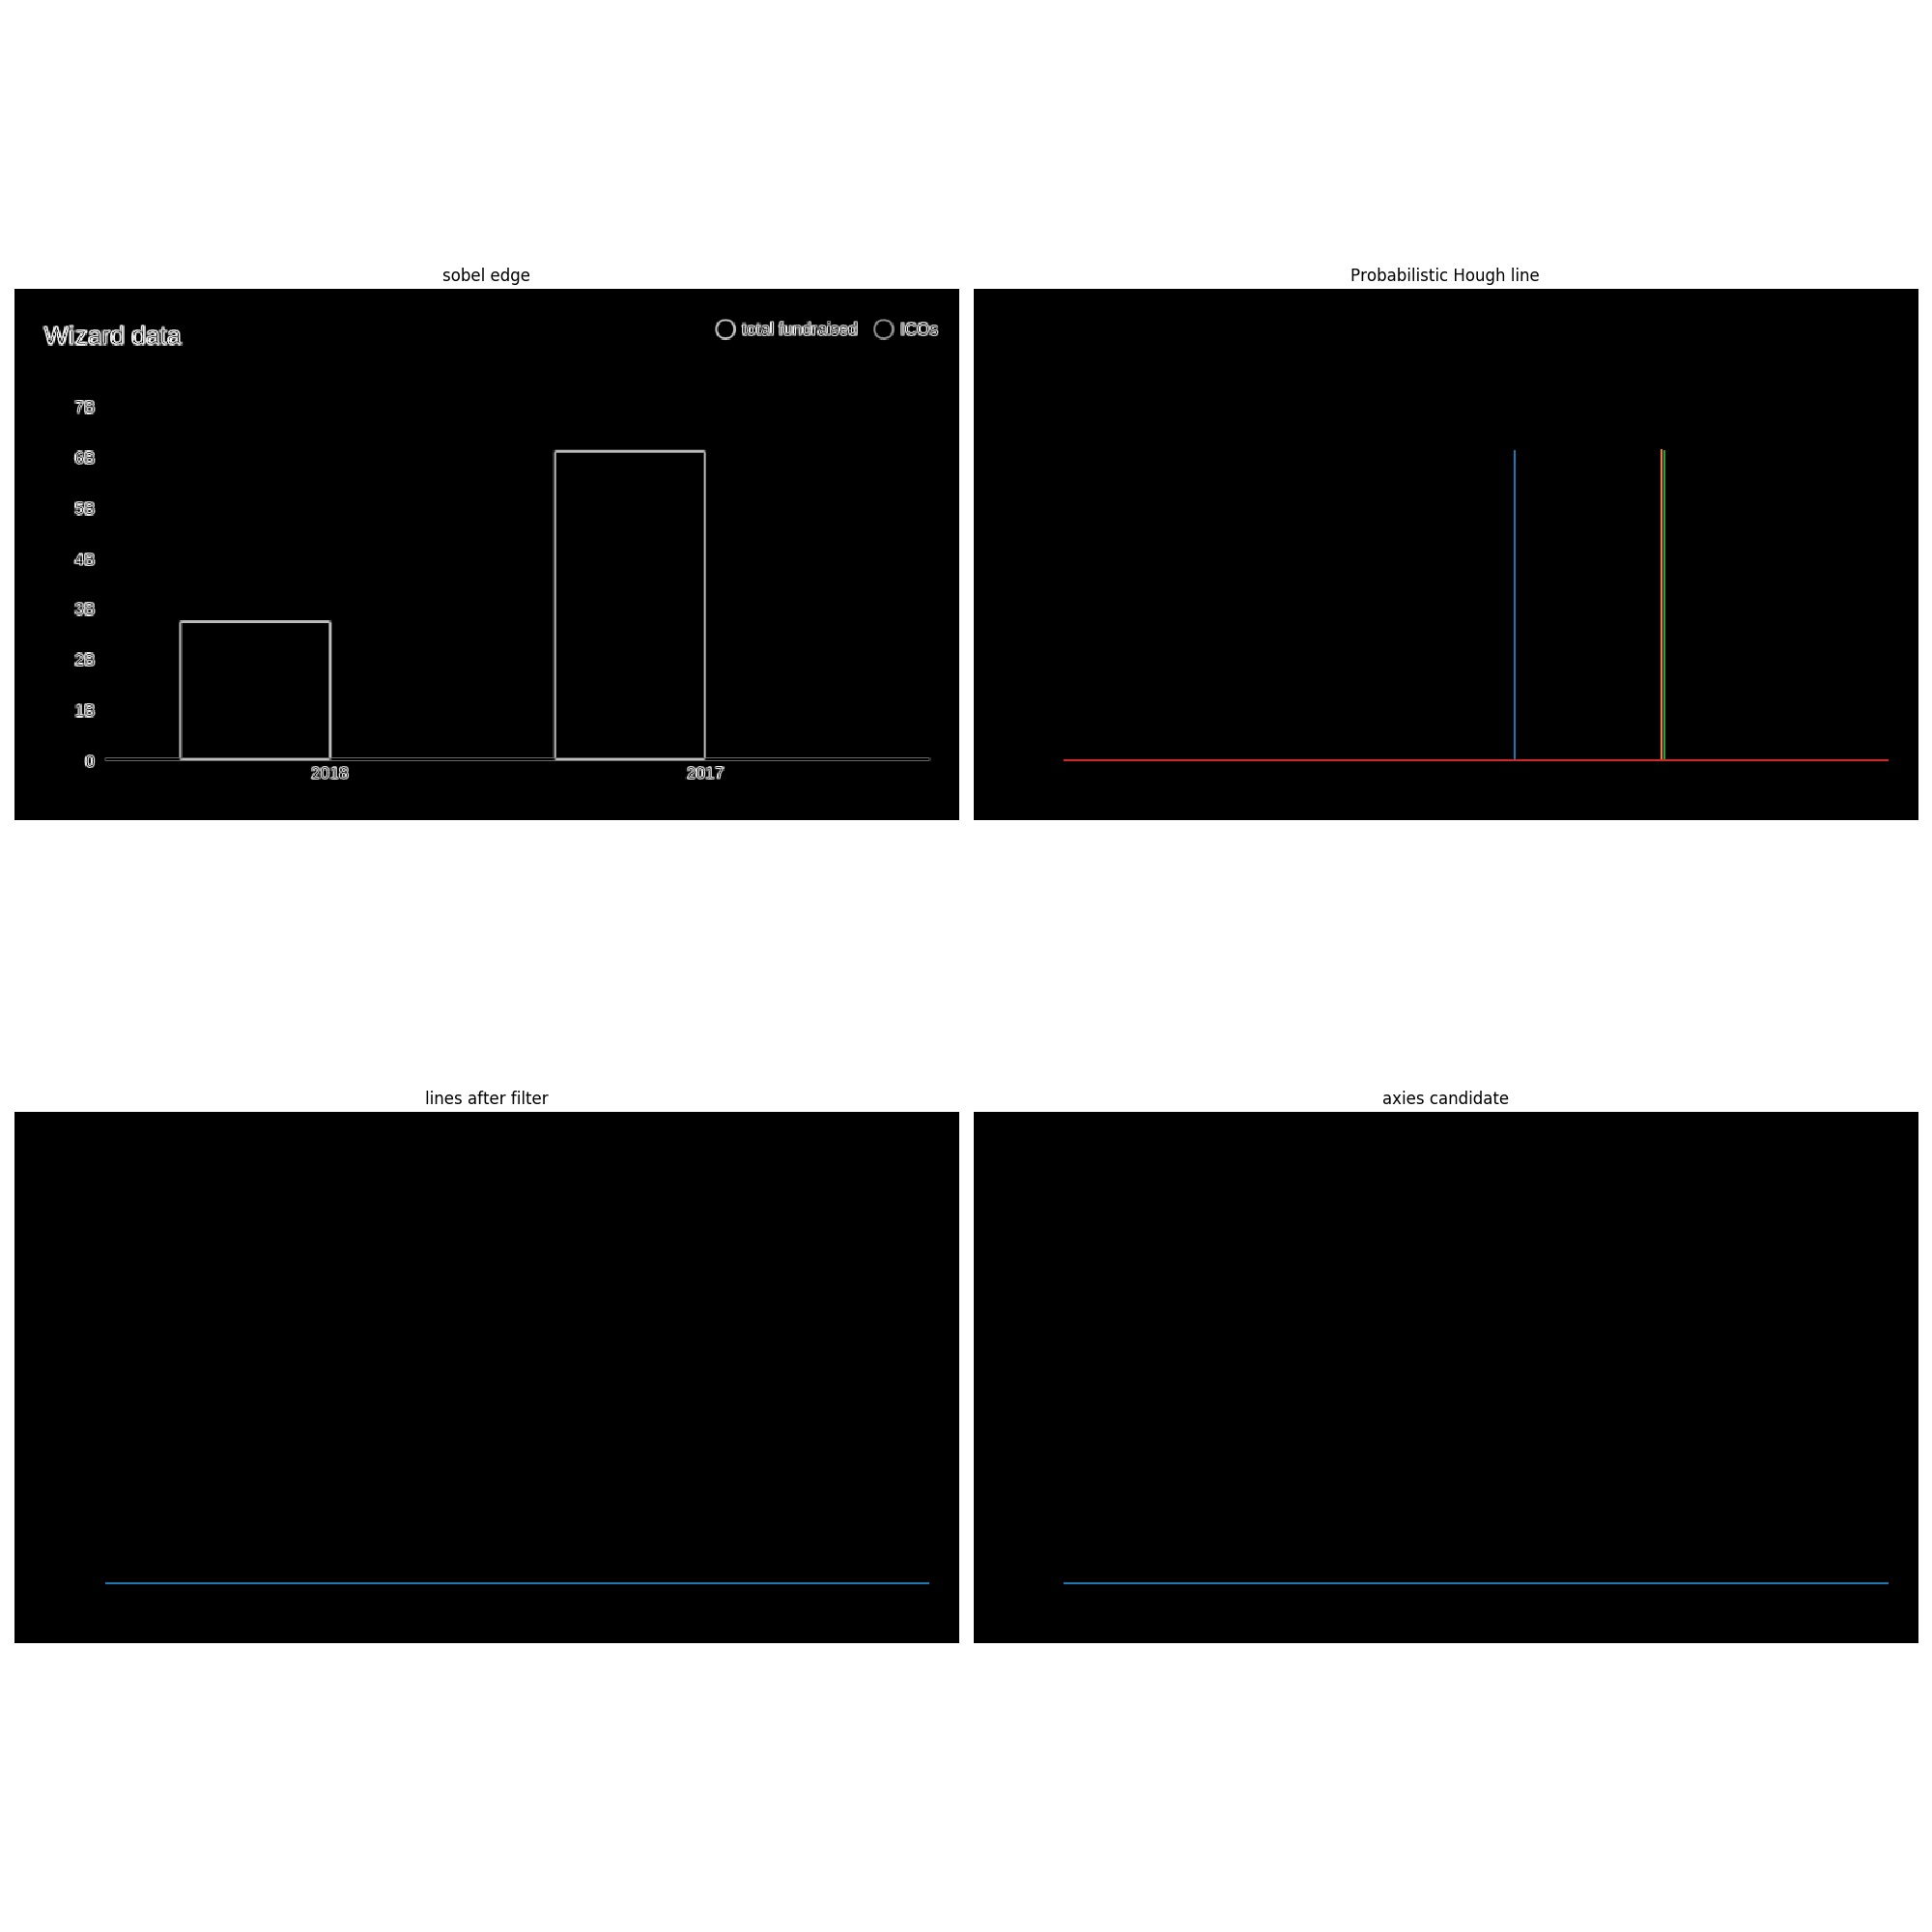 sobel edge
Probabilistic Hough line
Wizard data
total fundraised
ICOs
7B
6B
5B
4B
3B
2B
1B
0
2018
2017
lines after filter
axies candidate